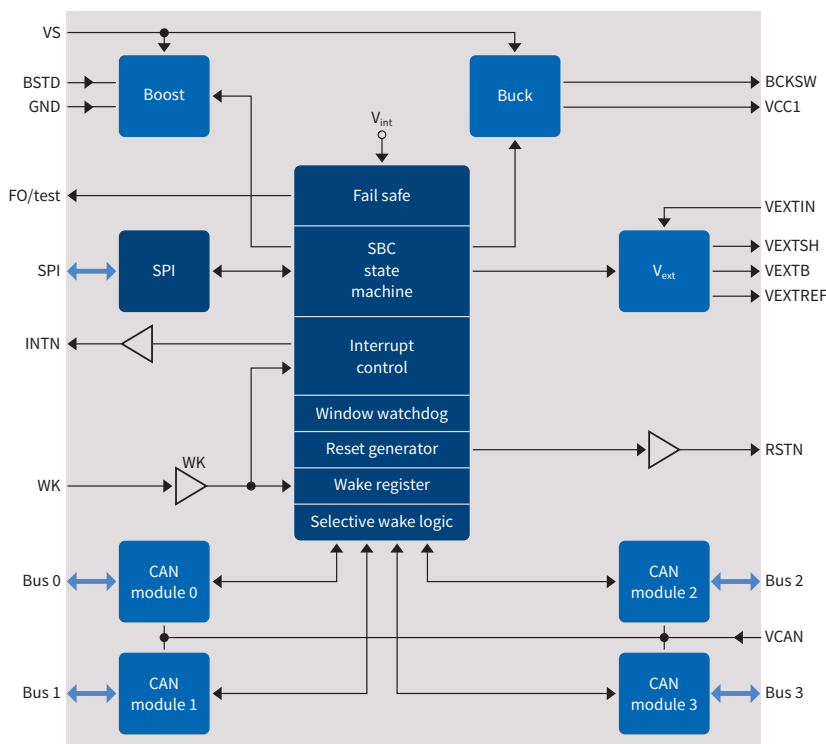 VS
BSTD
GND
Boost
Buck
BCKSW
VCC1
Vint
FO/test
Fail safe
VEXTIN
SPI
SPI
SBC
state
machine
Vext
VEXTSH
VEXTB
VEXTREF
INTN
Interrupt
control
Window watchdog
Reset generator
RSTN
WK
WK
Wake register
Selective wake logic
Bus 0
CAN
module 0
CAN
module 2
Bus 2
VCAN
Bus 1
CAN
module 1
CAN
module 3
Bus 3